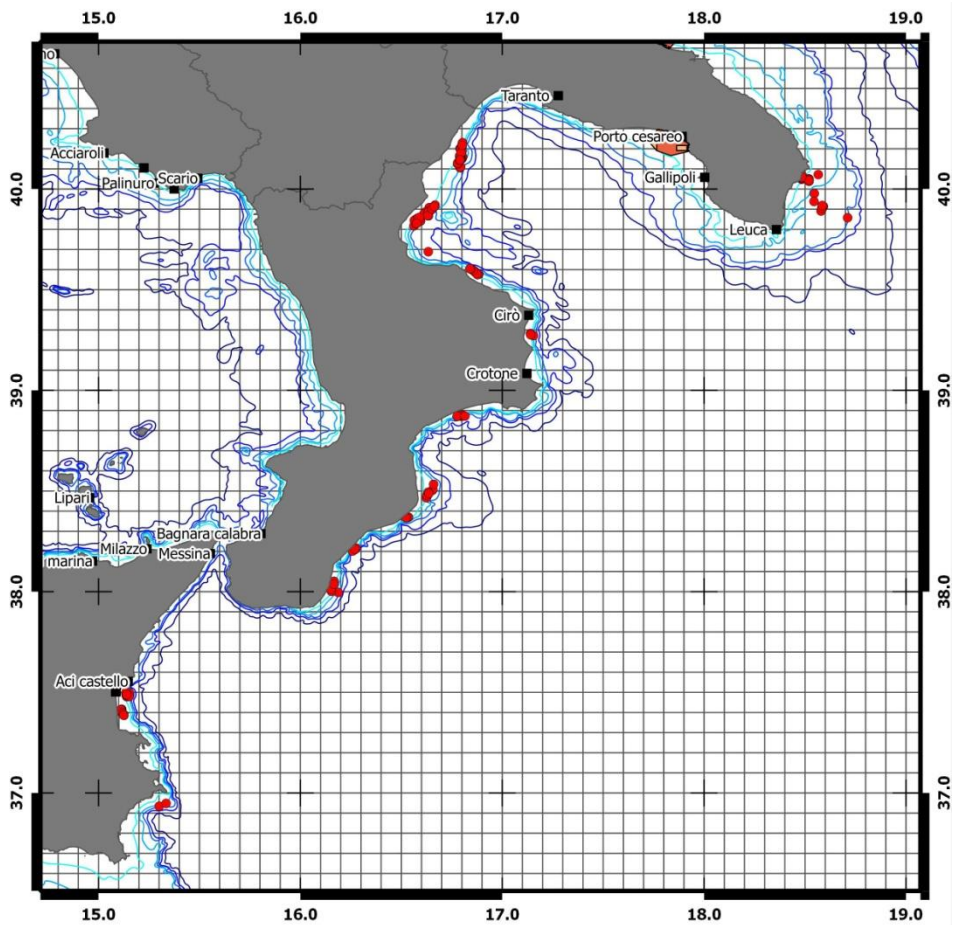 15.0 16.0 17.0 18.0 19.0
no
Taranto
Porto cesareo
Acciaroli
Palinuro Scario
Gallipoli
40.0 40.0
Leuca
Cirò
Crotone
39.0 39.0
Lipari
Bagnara calabra
Milazzo
Messina
marina
38.0 38.0
Aci castello
37.0 37.0
15.0 16.0 17.0 18.0 19.0